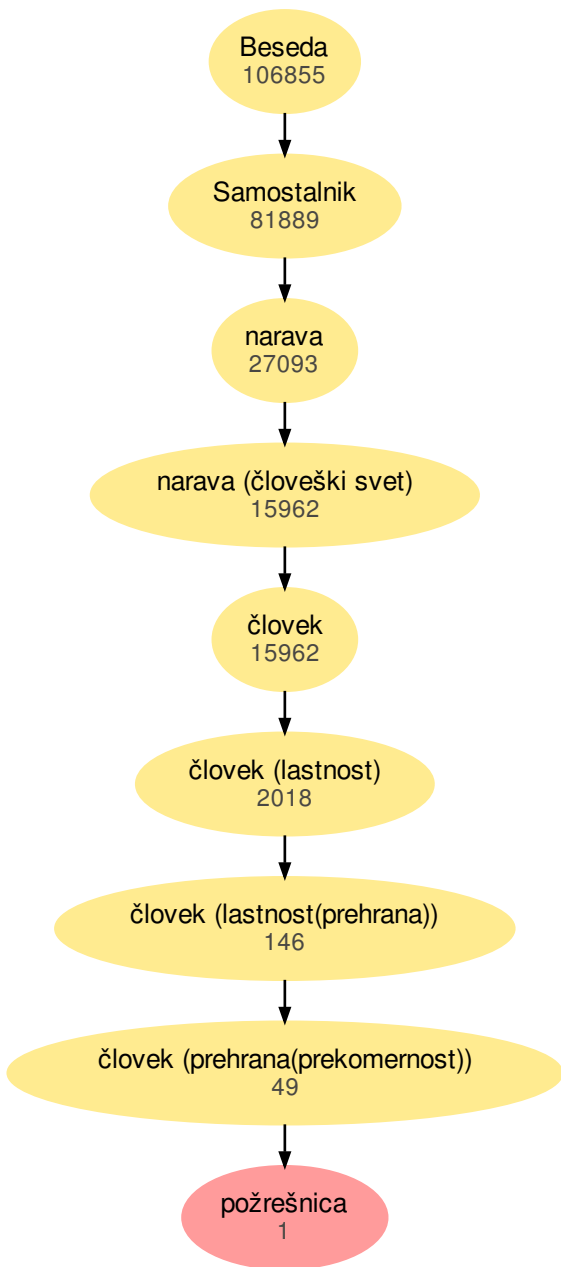 Beseda
106855
Samostalnik
81889
narava
27093
narava (človeški svet)
15962
človek
15962
človek (lastnost)
2018
človek (lastnost(prehrana))
146
človek (prehrana(prekomernost))
49
požrešnica
1